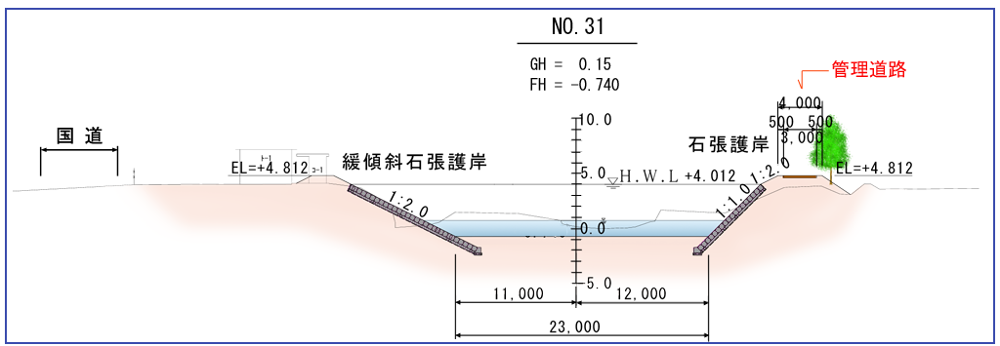 NO.31
GH = 0.15
FH = -0.740
管理道路
4,000
500 500
3,000
10.0
国 道
石張護岸
緩傾斜石張護岸
EL=+4.812
5.0
H.W.L +4.012
1:2.0
EL=+4.812
1:2.0
1:1.0
0.0
-5.0
11,000
12,000
23,000